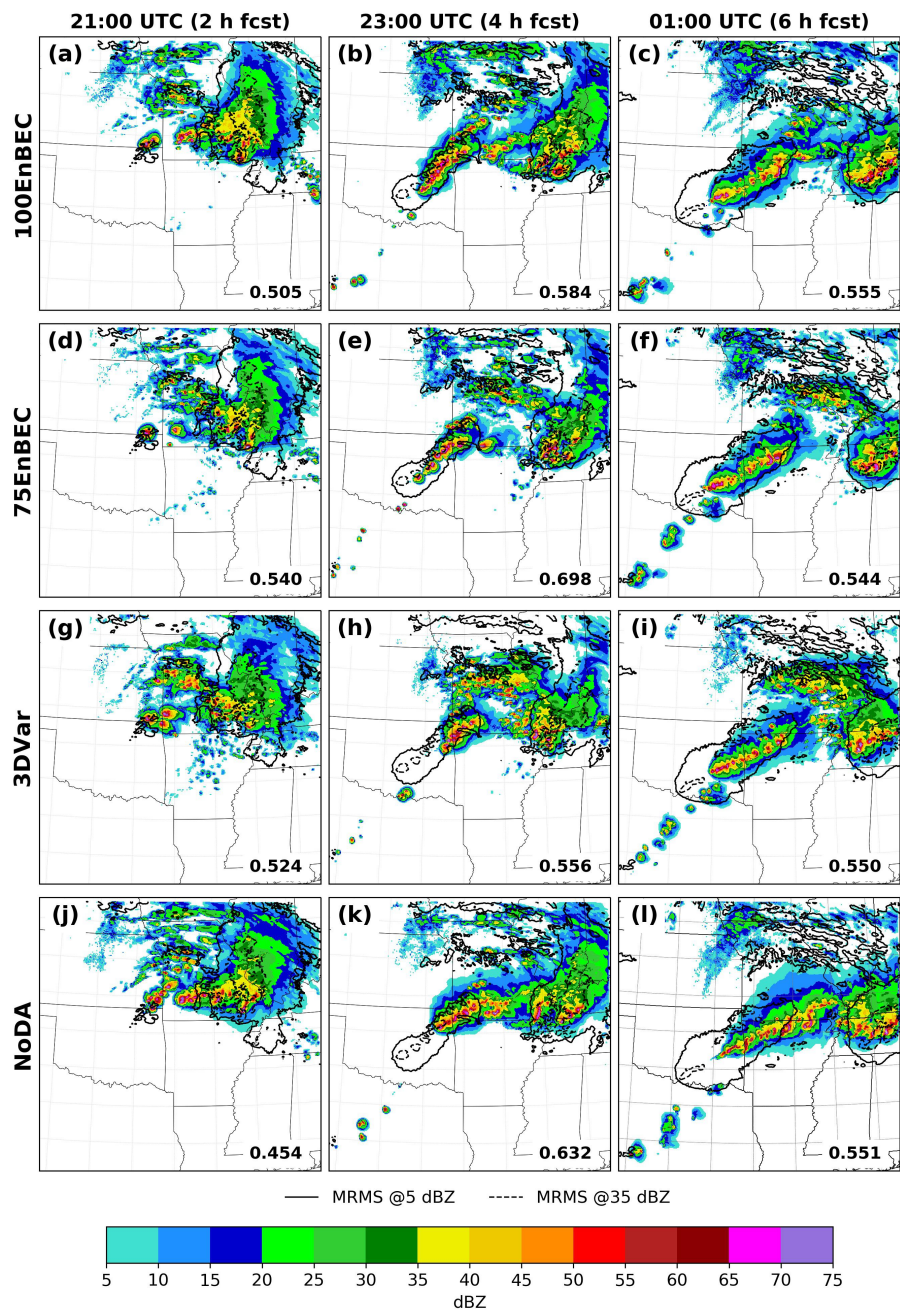 21:00 UTC (2 h fcst) 23:00 UTC (4 h fcst) 01:00 UTC (6 h fcst)
100EnBEC
(a) (b) (c)
0.505 0.584 0.555
75EnBEC
(d) (e) (f)
0.540 0.698 0.544
3DVar
(g) (h) (i)
0.524 0.556 0.550
NoDA
(j) (k) (l)
0.454 0.632 0.551
MRMS @5 dBZ MRMS @35 dBZ
5 10 15 20 25 30 35 40 45 50 55 60 65 70 75
dBZ